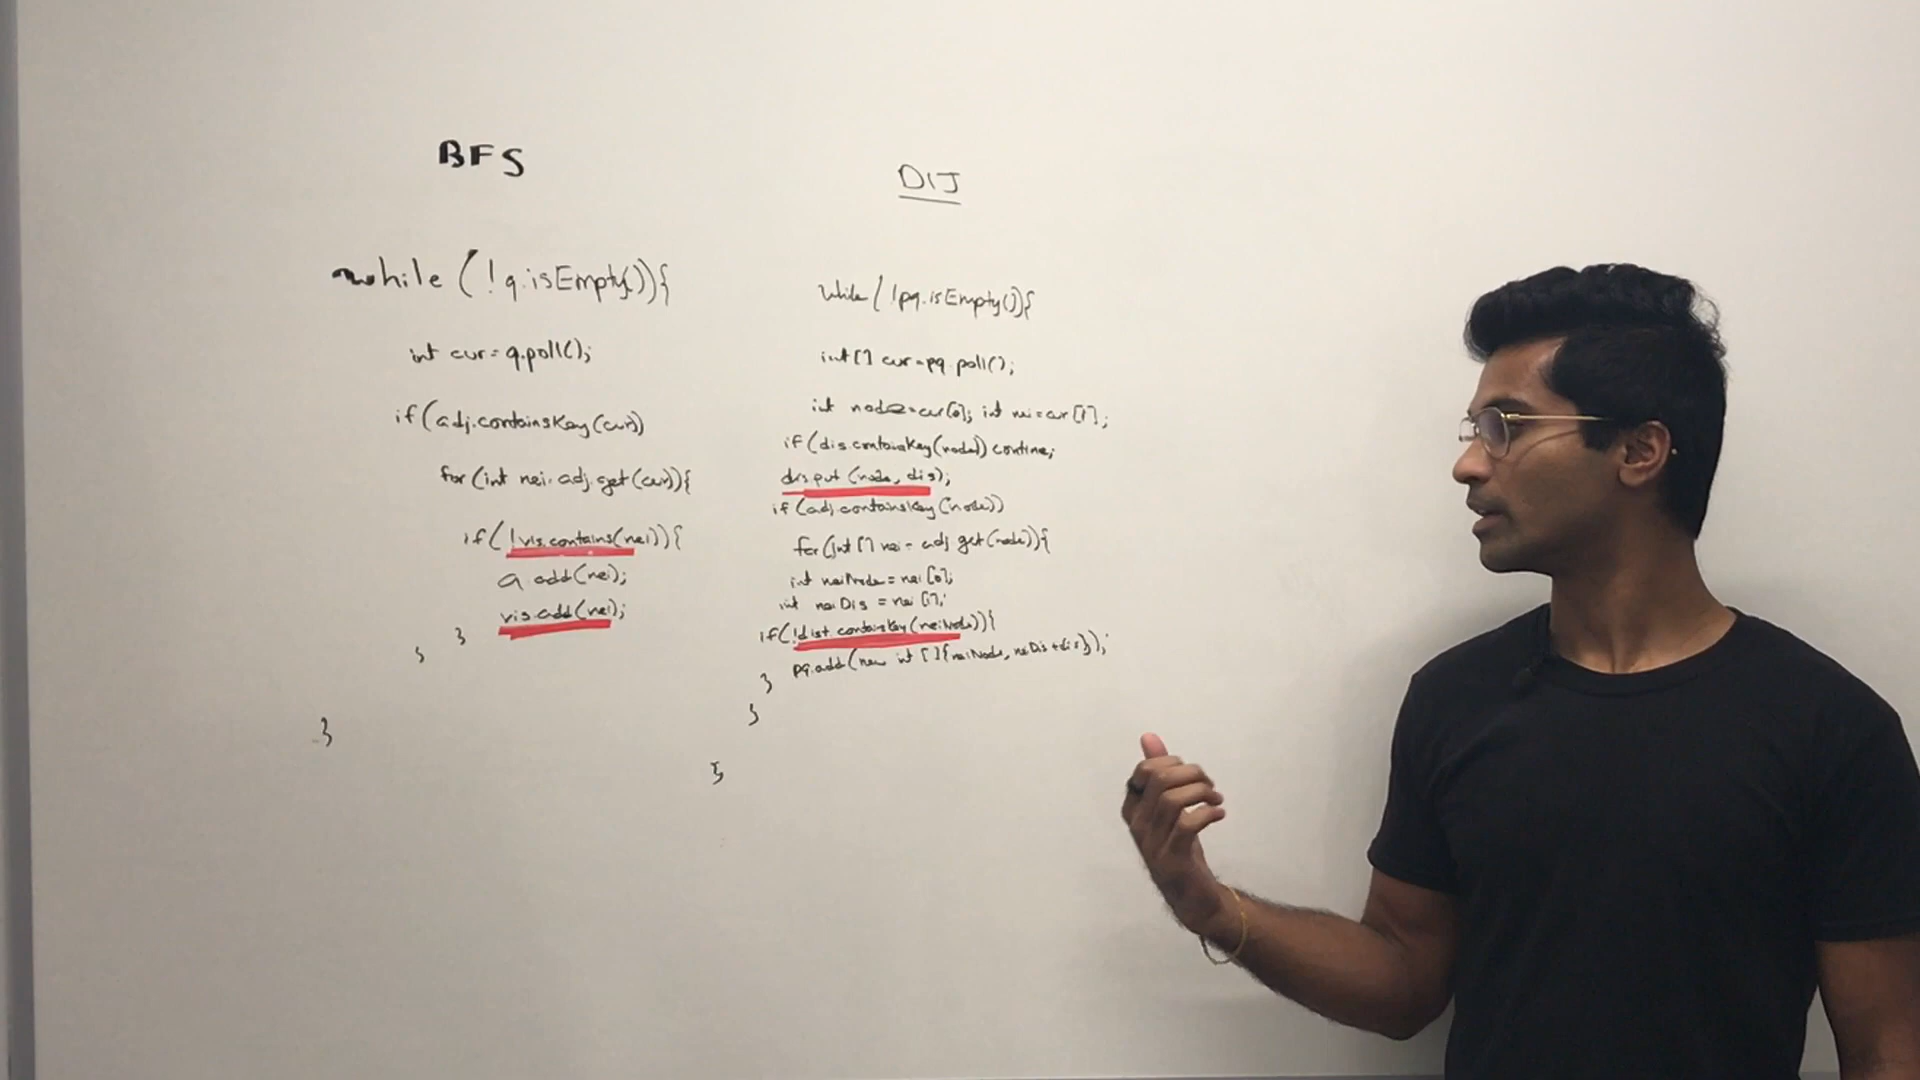 BFS
while (!q.isEmpty()){
int cur = q.poll();
if (adj.containsKey(cur))
for (int nei: adj.get(cur)){
if (!vis.contains(nei)){
q.add(nei);
vis.add(nei);
}
}
}
DIJ
while (!pq.isEmpty()){
int[] cur = pq.poll();
int node = cur[0]; int nei = cur[1];
if (dis.containsKey(node)) continue;
dis.put(node, dis);
if (adj.containsKey(node))
for (int[] nei = adj.get(node)){
int neiNode = nei[0];
int neiDis = nei[1];
if (!dist.containsKey(neiNode)){
pq.add(new int []{neiNode, neiDis+dis});
}
}
}